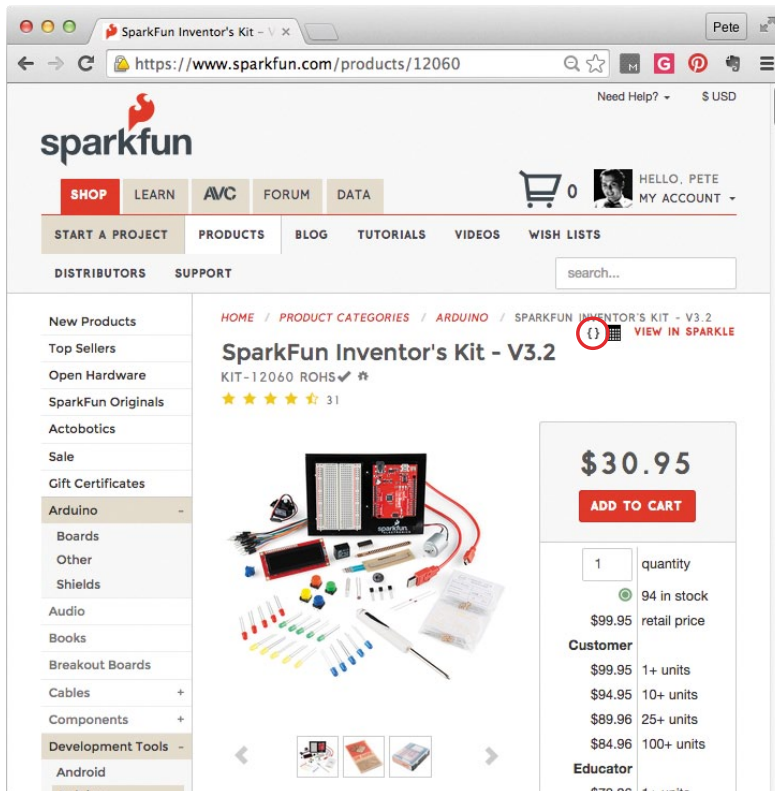 SparkFun Inventor's Kit - V
Pete
https://www.sparkfun.com/products/12060
M G
Need Help? $ USD
sparkfun
SHOP LEARN AVC FORUM DATA
0
HELLO, PETE
MY ACCOUNT
START A PROJECT PRODUCTS BLOG TUTORIALS VIDEOS WISH LISTS
DISTRIBUTORS SUPPORT
search...
New Products
Top Sellers
Open Hardware
SparkFun Originals
Actobotics
Sale
Gift Certificates
Arduino -
Boards
Other
Shields
Audio
Books
Breakout Boards
Cables +
Components +
Development Tools -
Android
HOME / PRODUCT CATEGORIES / ARDUINO / SPARKFUN INVENTOR'S KIT - V3.2
{} VIEW IN SPARKLE
SparkFun Inventor's Kit - V3.2
KIT-12060 ROHS✔
31
sparkfun
$30.95
ADD TO CART
1 quantity
94 in stock
$99.95 retail price
Customer
$99.95 1+ units
$94.95 10+ units
$89.96 25+ units
$84.96 100+ units
Educator